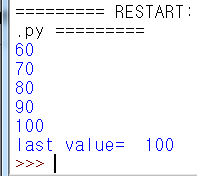 ========= RESTART:
.py =========
60
70
80
90
100
last value=  100
>>>